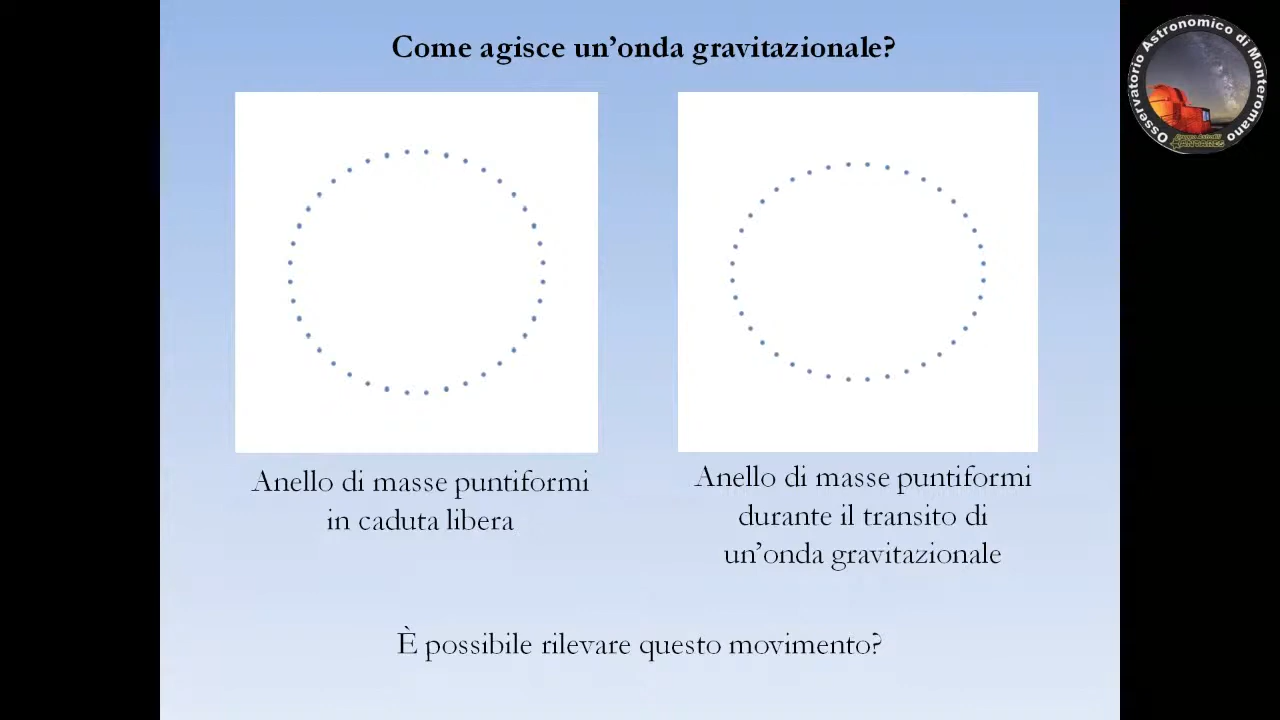 Come agisce un’onda gravitazionale?
Osservatorio Astronomico di Monteromano
Anello di masse puntiformi
in caduta libera
Anello di masse puntiformi
durante il transito di
un’onda gravitazionale
È possibile rilevare questo movimento?